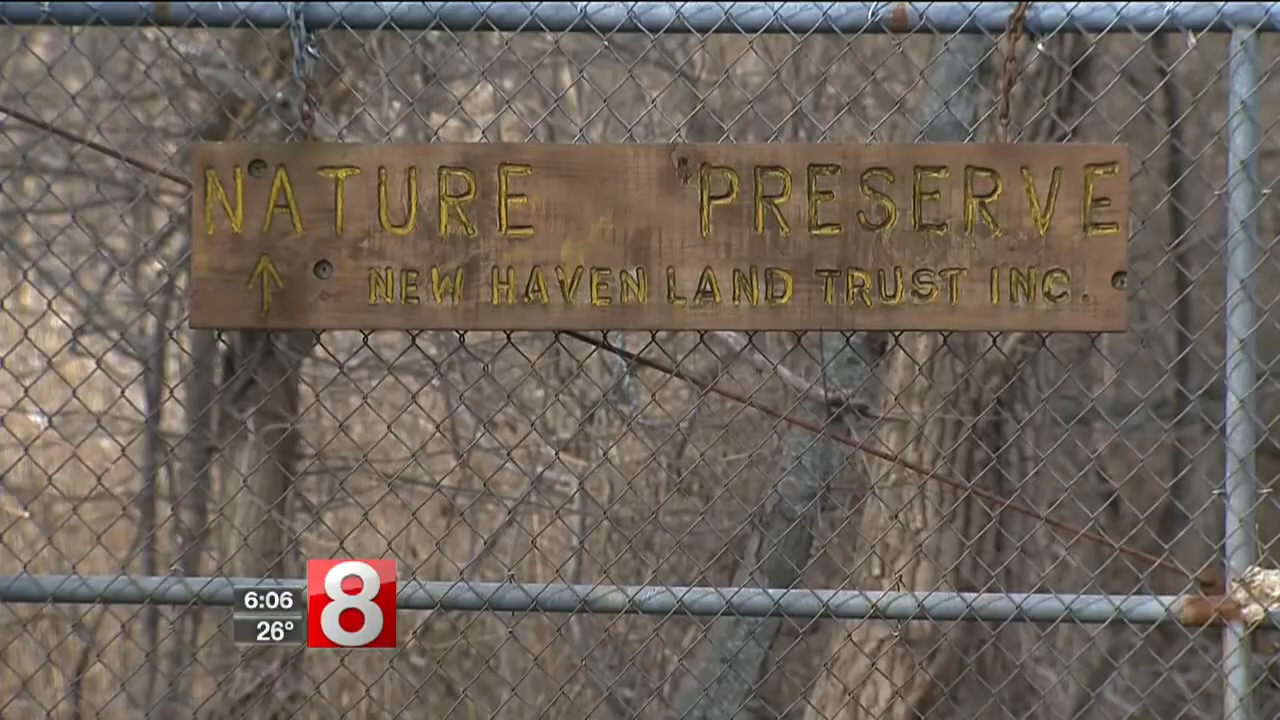 NATURE PRESERVE
↑ NEW HAVEN LAND TRUST INC.
6:06
26°
8